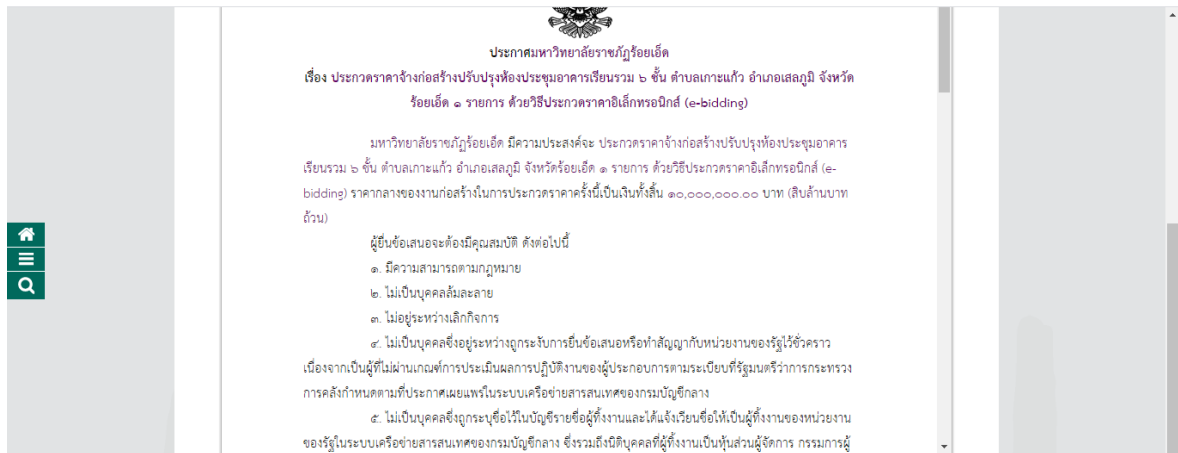 ประกาศมหาวิทยาลัยราชภัฏร้อยเอ็ด
เรื่อง ประกวดราคาจ้างก่อสร้างปรับปรุงห้องประชุมอาคารเรียนรวม ๖ ชั้น ตำบลเกาะแก้ว อำเภอเสลภูมิ จังหวัด
ร้อยเอ็ด ๑ รายการ ด้วยวิธีประกวดราคาอิเล็กทรอนิกส์ (e-bidding)
มหาวิทยาลัยราชภัฏร้อยเอ็ด มีความประสงค์จะ ประกวดราคาจ้างก่อสร้างปรับปรุงห้องประชุมอาคาร
เรียนรวม ๖ ชั้น ตำบลเกาะแก้ว อำเภอเสลภูมิ จังหวัดร้อยเอ็ด ๑ รายการ ด้วยวิธีประกวดราคาอิเล็กทรอนิกส์ (e-
bidding) ราคากลางของงานก่อสร้างในการประกวดราคาครั้งนี้เป็นเงินทั้งสิ้น ๑๐,๐๐๐,๐๐๐.๐๐ บาท (สิบล้านบาท
ถ้วน)
ผู้ยื่นข้อเสนอจะต้องมีคุณสมบัติ ดังต่อไปนี้
๑. มีความสามารถตามกฎหมาย
๒. ไม่เป็นบุคคลล้มละลาย
๓. ไม่อยู่ระหว่างเลิกกิจการ
๔. ไม่เป็นบุคคลซึ่งอยู่ระหว่างถูกระงับการยื่นข้อเสนอหรือทำสัญญากับหน่วยงานของรัฐไว้ชั่วคราว
เนื่องจากเป็นผู้ที่ไม่ผ่านเกณฑ์การประเมินผลการปฏิบัติงานของผู้ประกอบการตามระเบียบที่รัฐมนตรีว่าการกระทรวง
การคลังกำหนดตามที่ประกาศเผยแพร่ในระบบเครือข่ายสารสนเทศของกรมบัญชีกลาง
๕. ไม่เป็นบุคคลซึ่งถูกระบุชื่อไว้ในบัญชีรายชื่อผู้ทิ้งงานและได้แจ้งเวียนชื่อให้เป็นผู้ทิ้งงานของหน่วยงาน
ของรัฐในระบบเครือข่ายสารสนเทศของกรมบัญชีกลาง ซึ่งรวมถึงนิติบุคคลที่ผู้ทิ้งงานเป็นหุ้นส่วนผู้จัดการ กรรมการผู้